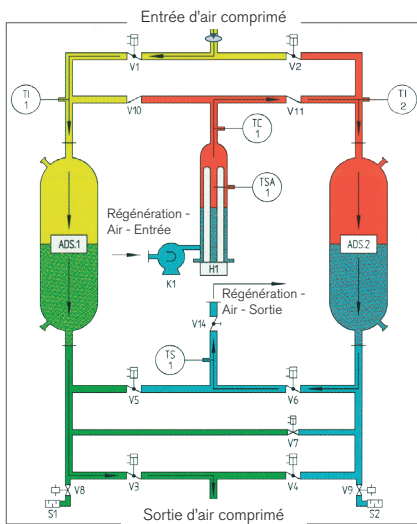 Entrée d'air comprimé
V1
V2
TI
1
V10
V11
TI
2
TC
1
TSA
1
Régénération -
Air - Entrée
ADS.1
ADS.2
K1
H1
Régénération -
Air - Sortie
V14
TS
1
V5
V6
V7
V3
V4
V8
V9
S1
S2
Sortie d'air comprimé